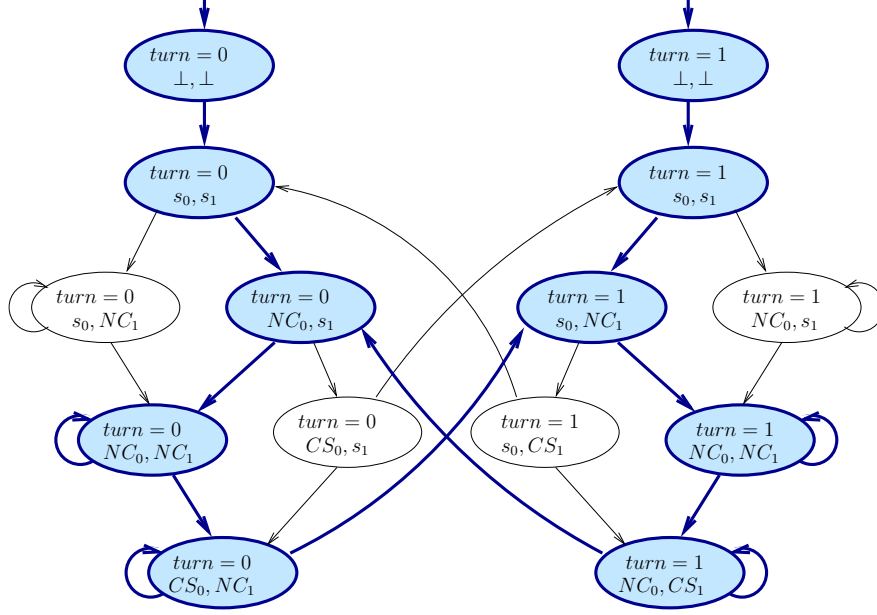 turn = 0
⊥, ⊥
turn = 1
⊥, ⊥
turn = 0
s₀, s₁
turn = 1
s₀, s₁
turn = 0
s₀, NC₁
turn = 0
NC₀, s₁
turn = 1
s₀, NC₁
turn = 1
NC₀, s₁
turn = 0
NC₀, NC₁
turn = 0
CS₀, s₁
turn = 1
s₀, CS₁
turn = 1
NC₀, NC₁
turn = 0
CS₀, NC₁
turn = 1
NC₀, CS₁